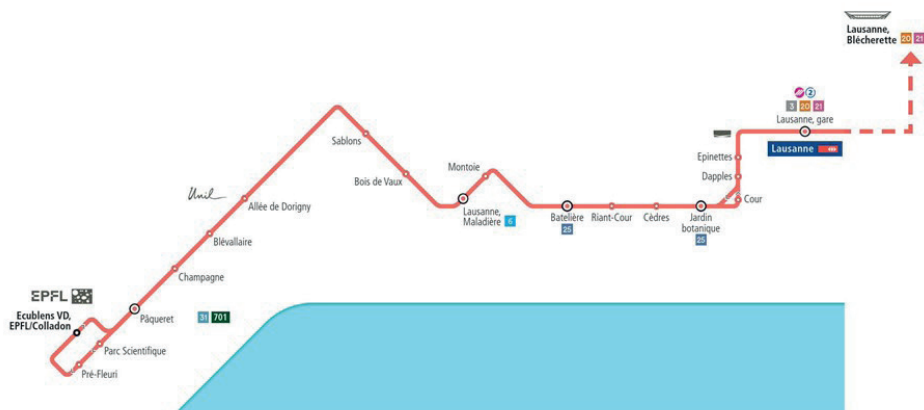 Lausanne,
Blécherette 20 21
2
3 20 21
Lausanne, gare
Lausanne
Epinettes
Dapples
Cour
Sablons
Montoie
Bois de Vaux
Unil
Allée de Dorigny
Lausanne,
Maladière 6
Batelière
25
Riant-Cour
Cèdres
Jardin
botanique
25
Blévallaire
Champagne
EPFL
Ecublens VD,
EPFL/Colladon
Pâqueret
31 701
Parc Scientifique
Pré-Fleuri